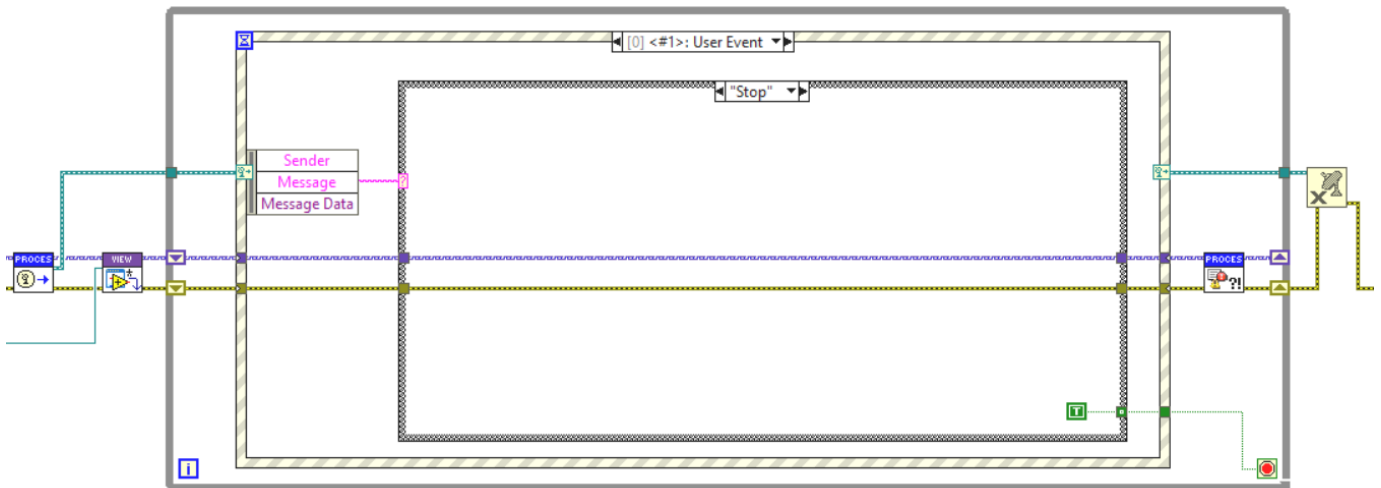 [0] <#1>: User Event
"Stop"
Sender
Message
Message Data
?
PROCES
VIEW
PROCES
?!
T
i